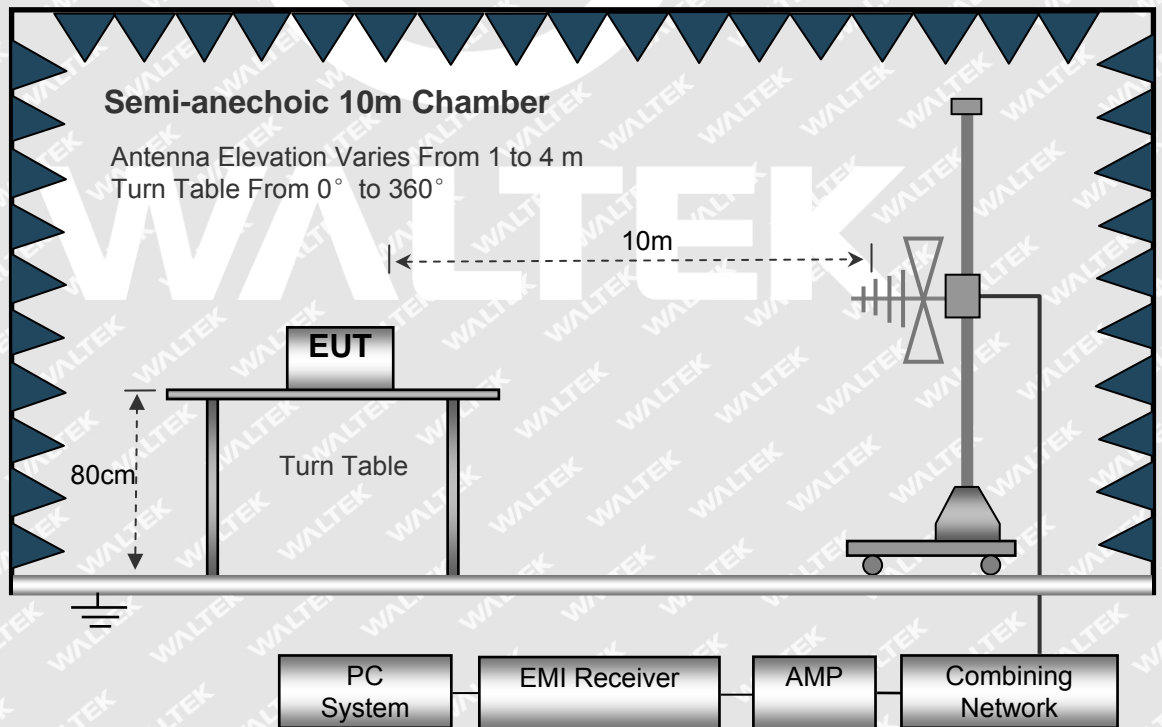 Semi-anechoic 10m Chamber
Antenna Elevation Varies From 1 to 4 m
Turn Table From 0° to 360°
WALTEK
10m
EUT
80cm
Turn Table
PC
System
EMI Receiver
AMP
Combining
Network